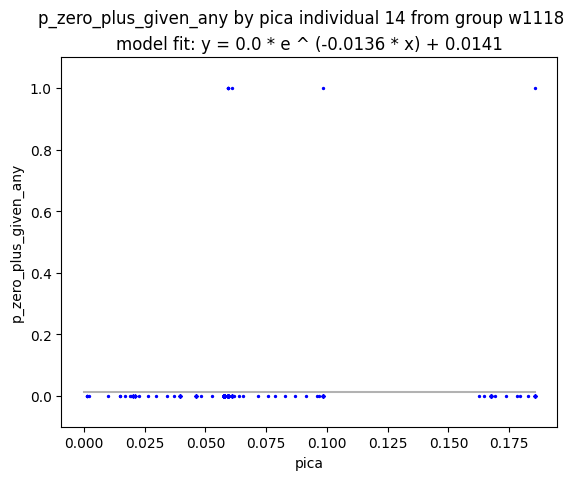 p_zero_plus_given_any by pica individual 14 from group w1118
model fit: y = 0.0 * e ^ (-0.0136 * x) + 0.0141
1.0
0.8
0.6
0.4
0.2
0.0
p_zero_plus_given_any
0.000 0.025 0.050 0.075 0.100 0.125 0.150 0.175
pica